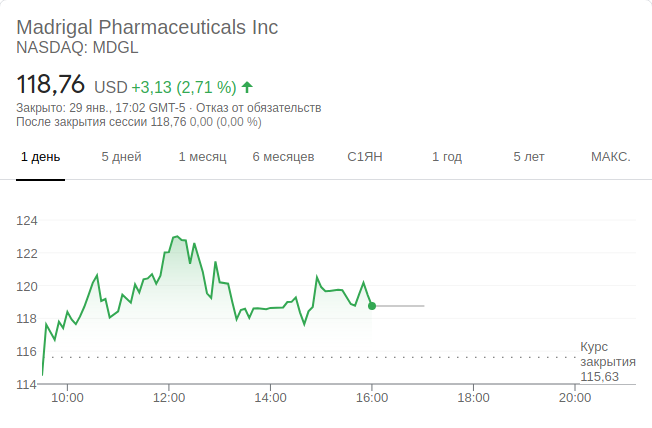 Madrigal Pharmaceuticals Inc
NASDAQ: MDGL
118,76 USD +3,13 (2,71 %)
Закрыто: 29 янв., 17:02 GMT-5 · Отказ от обязательств
После закрытия сессии 118,76 0,00 (0,00 %)
1 день 5 дней 1 месяц 6 месяцев С1ЯН 1 год 5 лет МАКС.
124
122
120
118
116
114
Курс
закрытия
115,63
10:00 12:00 14:00 16:00 18:00 20:00